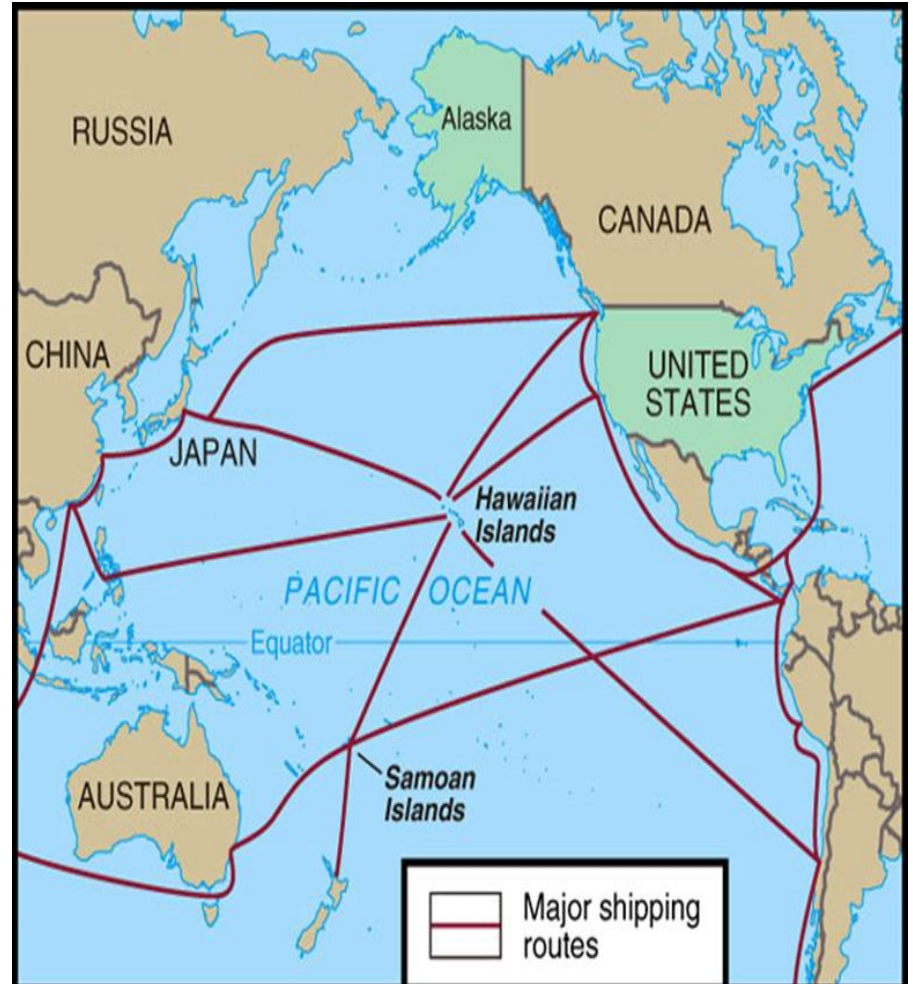 RUSSIA
Alaska
CANADA
CHINA
UNITED
STATES
JAPAN
Hawaiian
Islands
PACIFIC OCEAN
Equator
Samoan
Islands
AUSTRALIA
Major shipping
routes